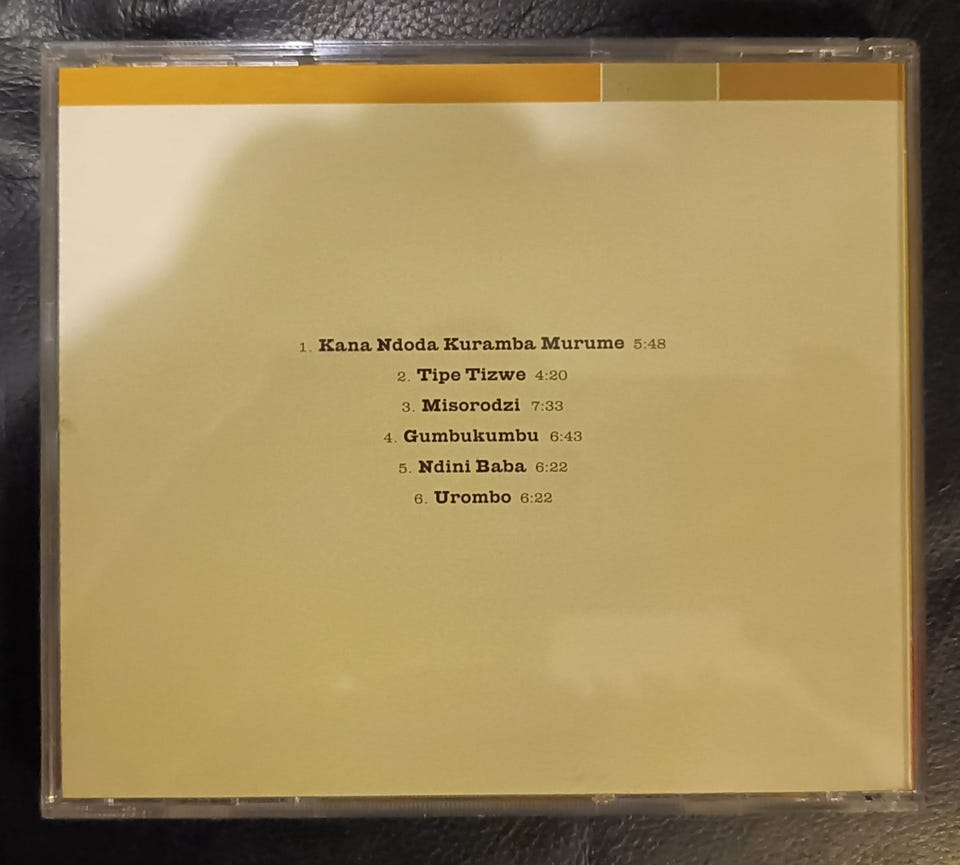 1. Kana Ndoda Kuramba Murume 5:48
2. Tipe Tizwe 4:20
3. Misorodzi 7:33
4. Gumbukumbu 6:43
5. Ndini Baba 6:22
6. Urombo 6:22